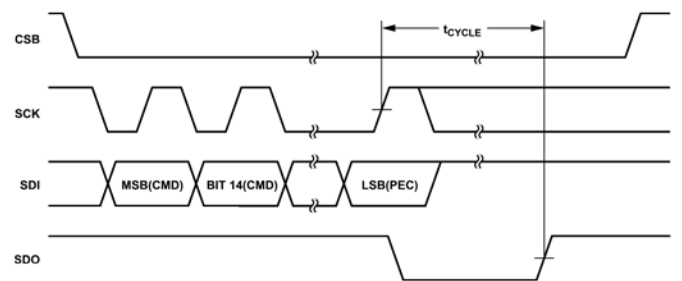 CSB
tCYCLE
SCK
SDI
MSB(CMD)
BIT 14(CMD)
LSB(PEC)
SDO